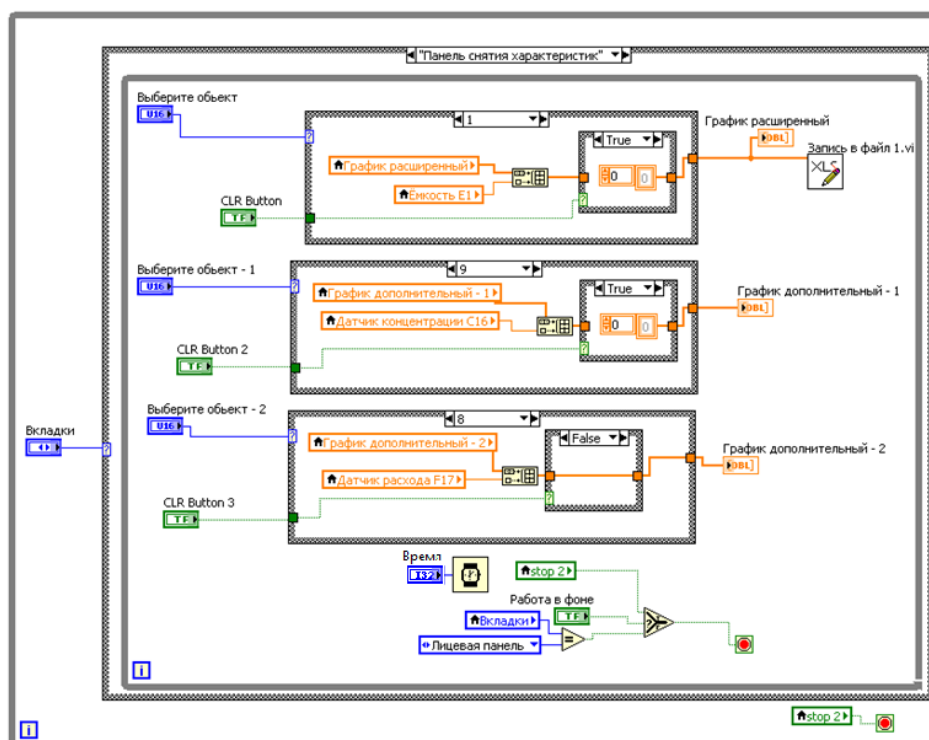 "Панель снятия характеристик"
Выберите обьект
U16
1
True
График расширенный
DBL]
Запись в файл 1.vi
XLS
График расширенный
0
0
Ёмкость E1
CLR Button
TF
?
Выберите обьект - 1
U16
9
True
График дополнительный - 1
DBL]
График дополнительный - 1
0
0
Датчик концентрации C16
CLR Button 2
TF
?
Выберите обьект - 2
U16
8
False
График дополнительный - 2
DBL]
График дополнительный - 2
Датчик расхода F17
CLR Button 3
TF
?
Вкладки
?
Время
I32
stop 2
Работа в фоне
TF
Вкладки
=
?
Лицевая панель
i
stop 2
i